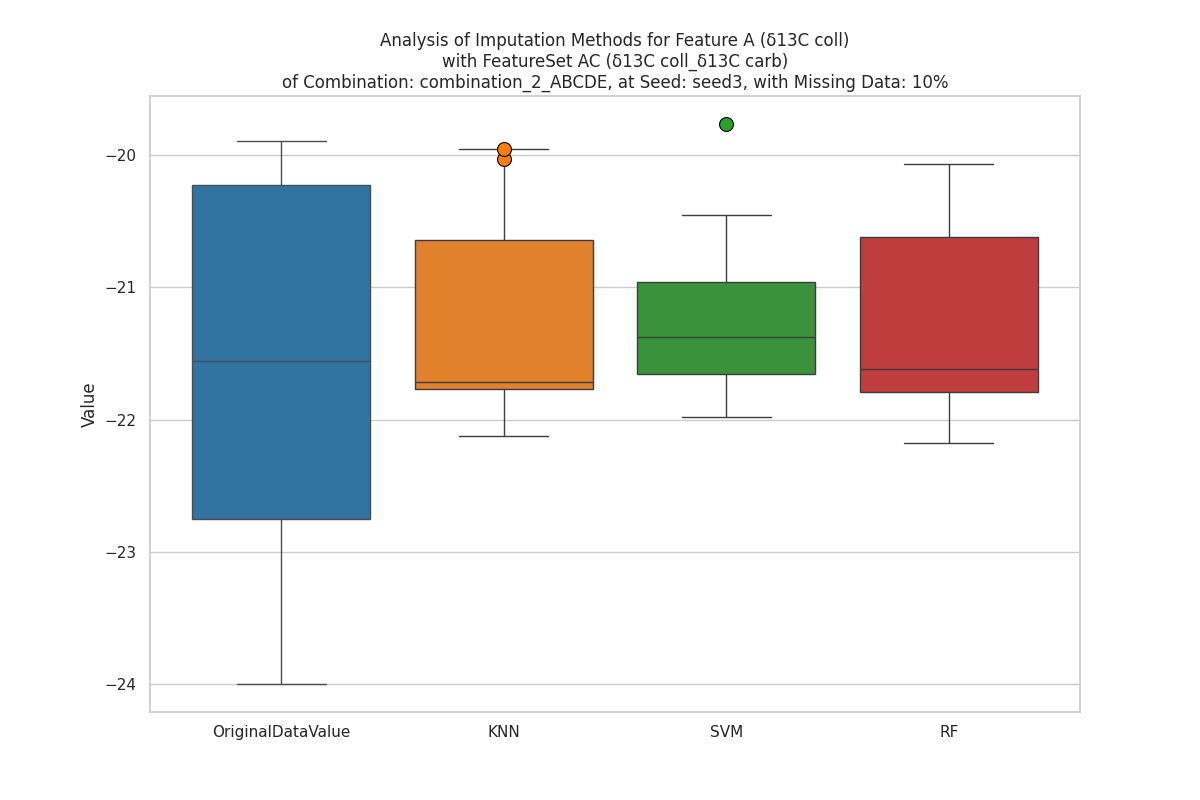 Analysis of Imputation Methods for Feature A (δ13C coll)
with FeatureSet AC (δ13C coll_δ13C carb)
of Combination: combination_2_ABCDE, at Seed: seed3, with Missing Data: 10%
Value
−20
−21
−22
−23
−24
OriginalDataValue
KNN
SVM
RF